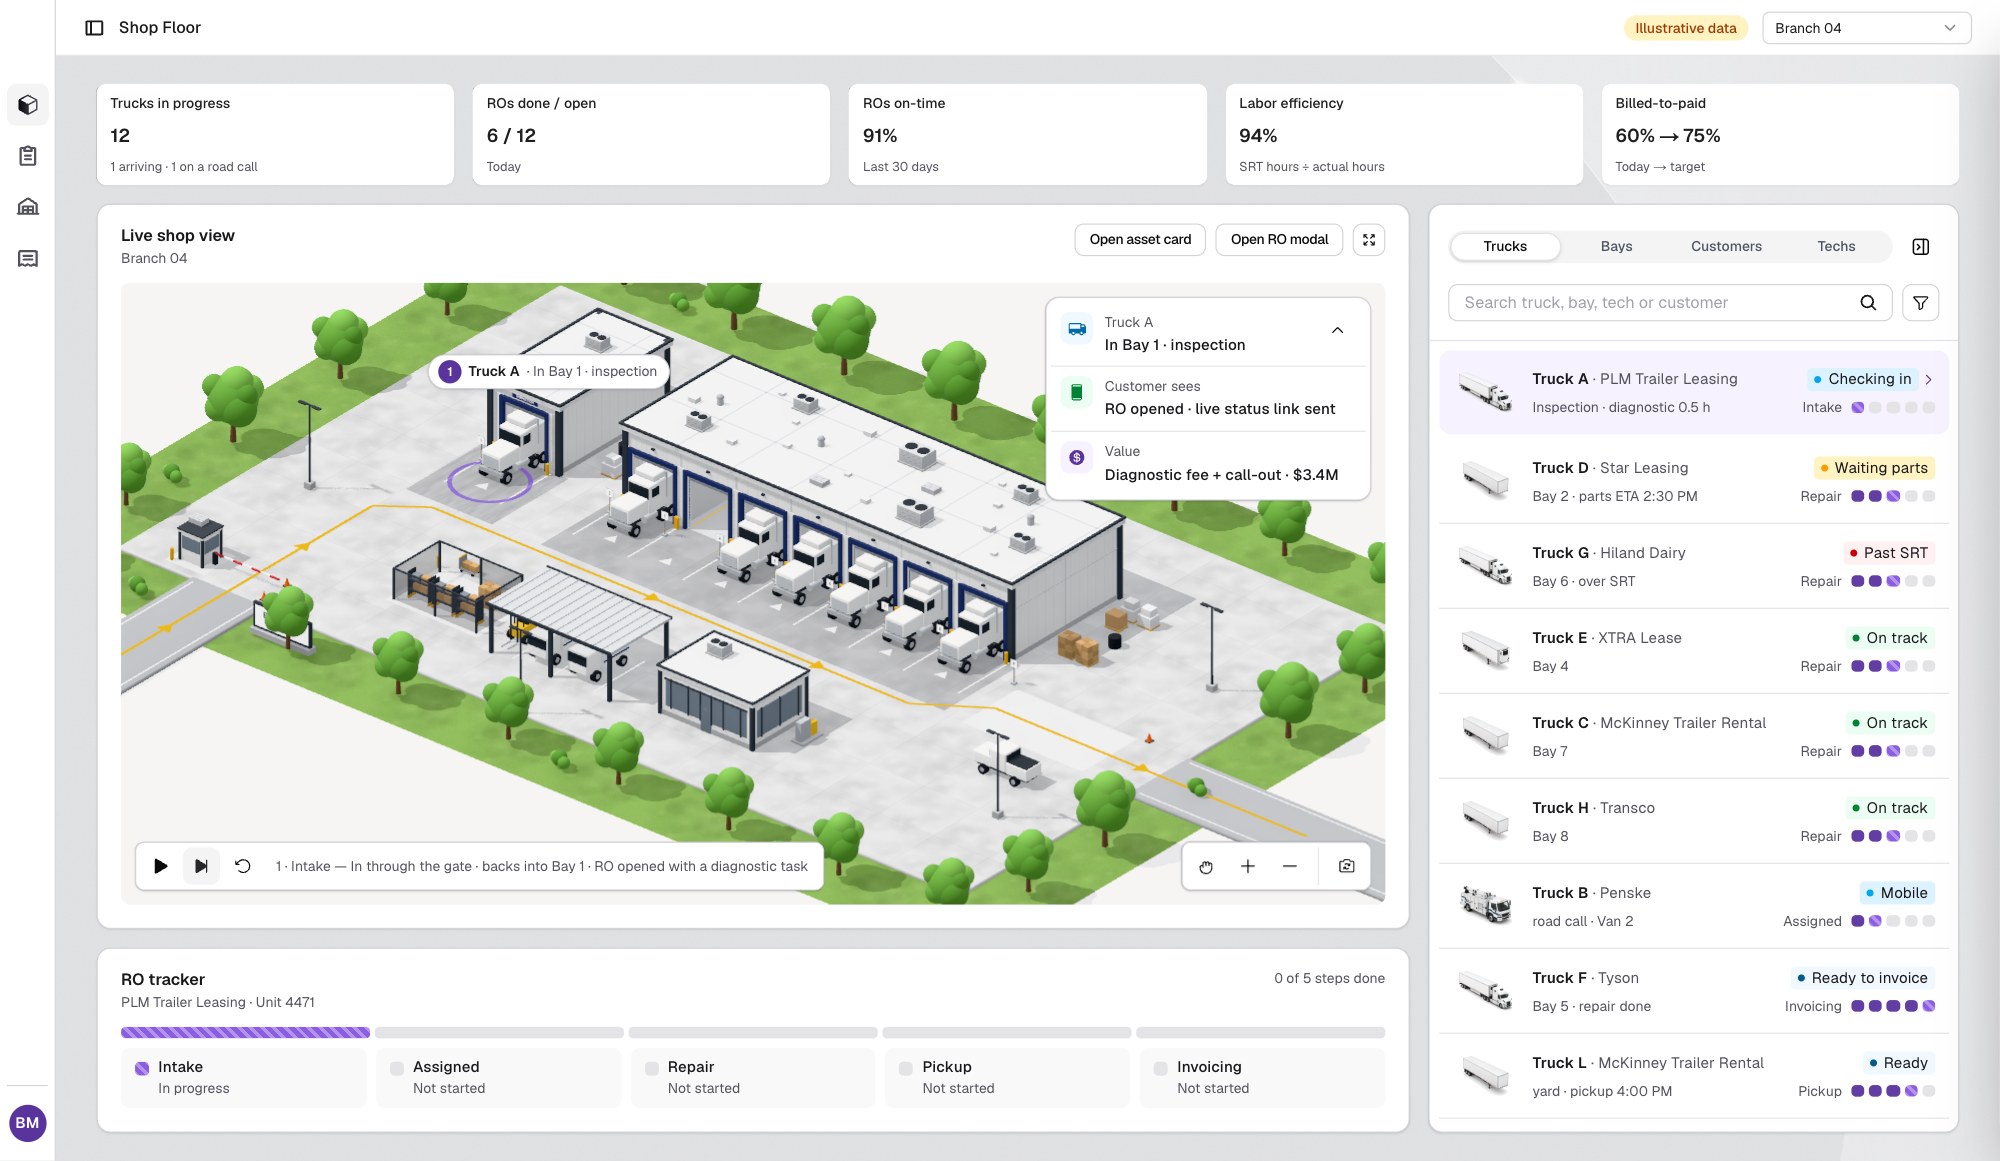 Shop Floor
Illustrative data
Branch 04
Trucks in progress
12
1 arriving · 1 on a road call
ROs done / open
6 / 12
Today
ROs on-time
91%
Last 30 days
Labor efficiency
94%
SRT hours ÷ actual hours
Billed-to-paid
60% → 75%
Today → target
Live shop view
Branch 04
Open asset card
Open RO modal
1 Truck A · In Bay 1 · inspection
Truck A
In Bay 1 · inspection
Customer sees
RO opened · live status link sent
Value
Diagnostic fee + call-out · $3.4M
1 · Intake — In through the gate · backs into Bay 1 · RO opened with a diagnostic task
RO tracker
PLM Trailer Leasing · Unit 4471
0 of 5 steps done
Intake
In progress
Assigned
Not started
Repair
Not started
Pickup
Not started
Invoicing
Not started
Trucks
Bays
Customers
Techs
Search truck, bay, tech or customer
Truck A · PLM Trailer Leasing
Checking in
Inspection · diagnostic 0.5 h
Intake
Truck D · Star Leasing
Waiting parts
Bay 2 · parts ETA 2:30 PM
Repair
Truck G · Hiland Dairy
Past SRT
Bay 6 · over SRT
Repair
Truck E · XTRA Lease
On track
Bay 4
Repair
Truck C · McKinney Trailer Rental
On track
Bay 7
Repair
Truck H · Transco
On track
Bay 8
Repair
Truck B · Penske
Mobile
road call · Van 2
Assigned
Truck F · Tyson
Ready to invoice
Bay 5 · repair done
Invoicing
Truck L · McKinney Trailer Rental
Ready
yard · pickup 4:00 PM
Pickup
BM